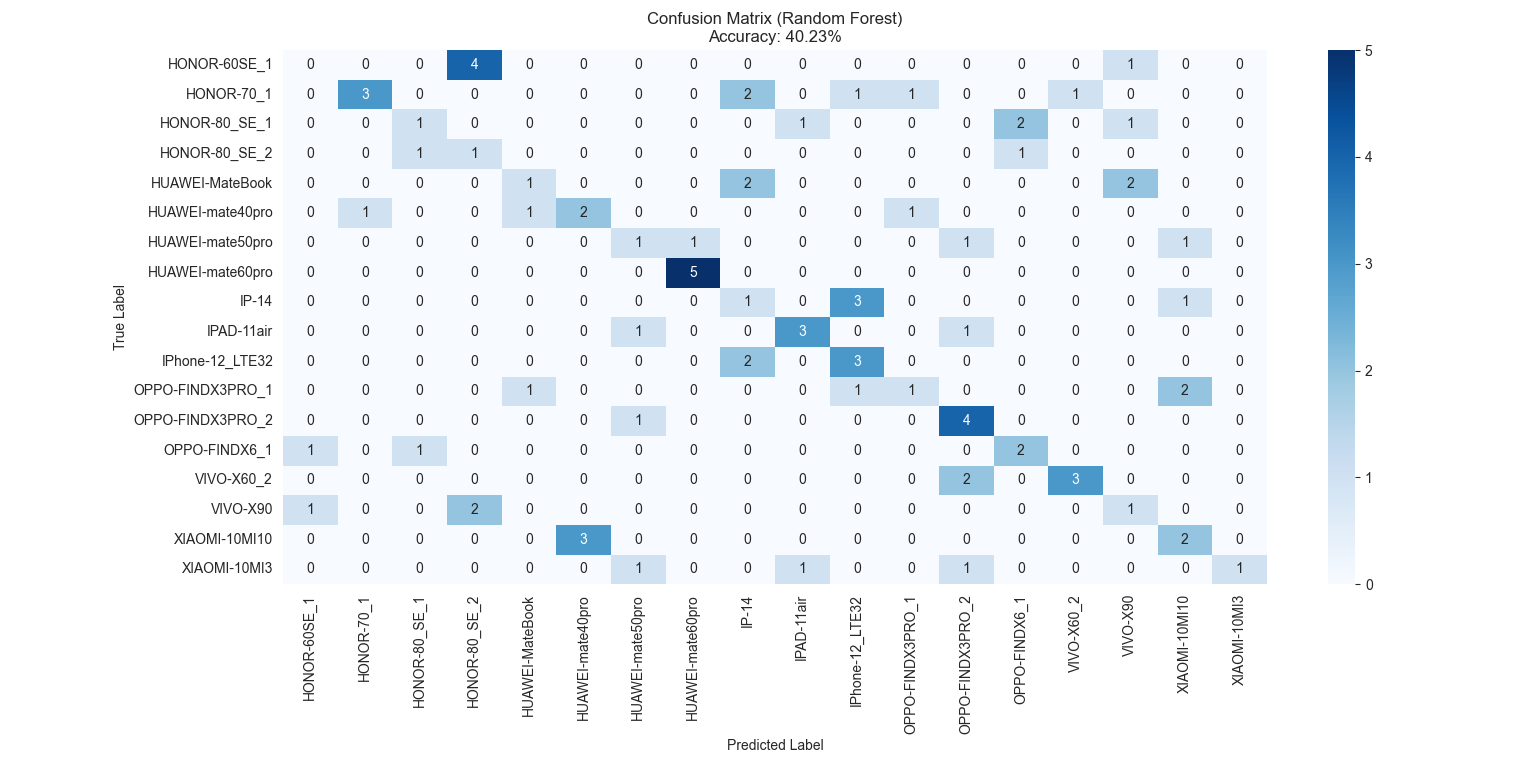 Confusion Matrix (Random Forest)
Accuracy: 40.23%
HONOR-60SE_1 0 0 0 4 0 0 0 0 0 0 0 0 0 0 0 1 0 0
HONOR-70_1 0 3 0 0 0 0 0 0 2 0 1 1 0 0 1 0 0 0
HONOR-80_SE_1 0 0 1 0 0 0 0 0 0 1 0 0 0 2 0 1 0 0
HONOR-80_SE_2 0 0 1 1 0 0 0 0 0 0 0 0 0 1 0 0 0 0
HUAWEI-MateBook 0 0 0 0 1 0 0 0 2 0 0 0 0 0 0 2 0 0
HUAWEI-mate40pro 0 1 0 0 1 2 0 0 0 0 0 1 0 0 0 0 0 0
HUAWEI-mate50pro 0 0 0 0 0 0 1 1 0 0 0 0 1 0 0 0 1 0
HUAWEI-mate60pro 0 0 0 0 0 0 0 5 0 0 0 0 0 0 0 0 0 0
IP-14 0 0 0 0 0 0 0 0 1 0 3 0 0 0 0 0 1 0
IPAD-11air 0 0 0 0 0 0 1 0 0 3 0 0 1 0 0 0 0 0
IPhone-12_LTE32 0 0 0 0 0 0 0 0 2 0 3 0 0 0 0 0 0 0
OPPO-FINDX3PRO_1 0 0 0 0 1 0 0 0 0 0 1 1 0 0 0 0 2 0
OPPO-FINDX3PRO_2 0 0 0 0 0 0 1 0 0 0 0 0 4 0 0 0 0 0
OPPO-FINDX6_1 1 0 1 0 0 0 0 0 0 0 0 0 0 2 0 0 0 0
VIVO-X60_2 0 0 0 0 0 0 0 0 0 0 0 0 2 0 3 0 0 0
VIVO-X90 1 0 0 2 0 0 0 0 0 0 0 0 0 0 0 1 0 0
XIAOMI-10MI10 0 0 0 0 0 3 0 0 0 0 0 0 0 0 0 0 2 0
XIAOMI-10MI3 0 0 0 0 0 0 1 0 0 1 0 0 1 0 0 0 0 1
True Label
HONOR-60SE_1
HONOR-70_1
HONOR-80_SE_1
HONOR-80_SE_2
HUAWEI-MateBook
HUAWEI-mate40pro
HUAWEI-mate50pro
HUAWEI-mate60pro
IP-14
IPAD-11air
IPhone-12_LTE32
OPPO-FINDX3PRO_1
OPPO-FINDX3PRO_2
OPPO-FINDX6_1
VIVO-X60_2
VIVO-X90
XIAOMI-10MI10
XIAOMI-10MI3
Predicted Label
5
4
3
2
1
0